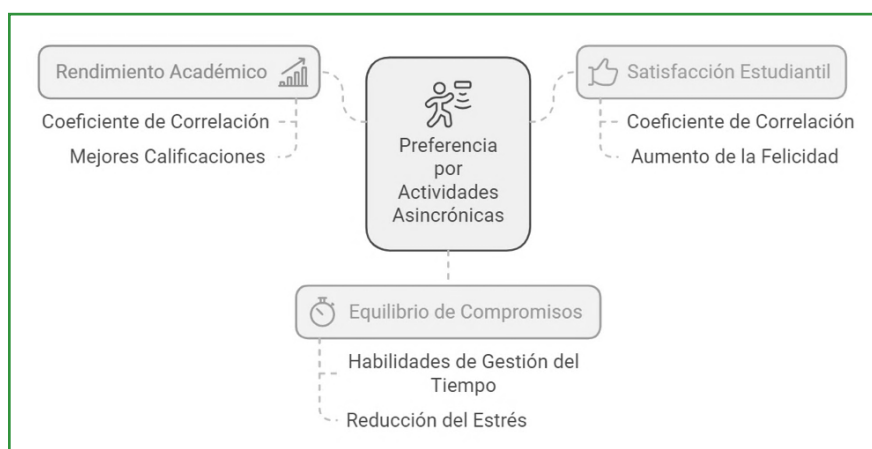 Rendimiento Académico
Coeficiente de Correlación
Mejores Calificaciones
Preferencia
por
Actividades
Asincrónicas
Satisfacción Estudiantil
Coeficiente de Correlación
Aumento de la Felicidad
Equilibrio de Compromisos
Habilidades de Gestión del
Tiempo
Reducción del Estrés